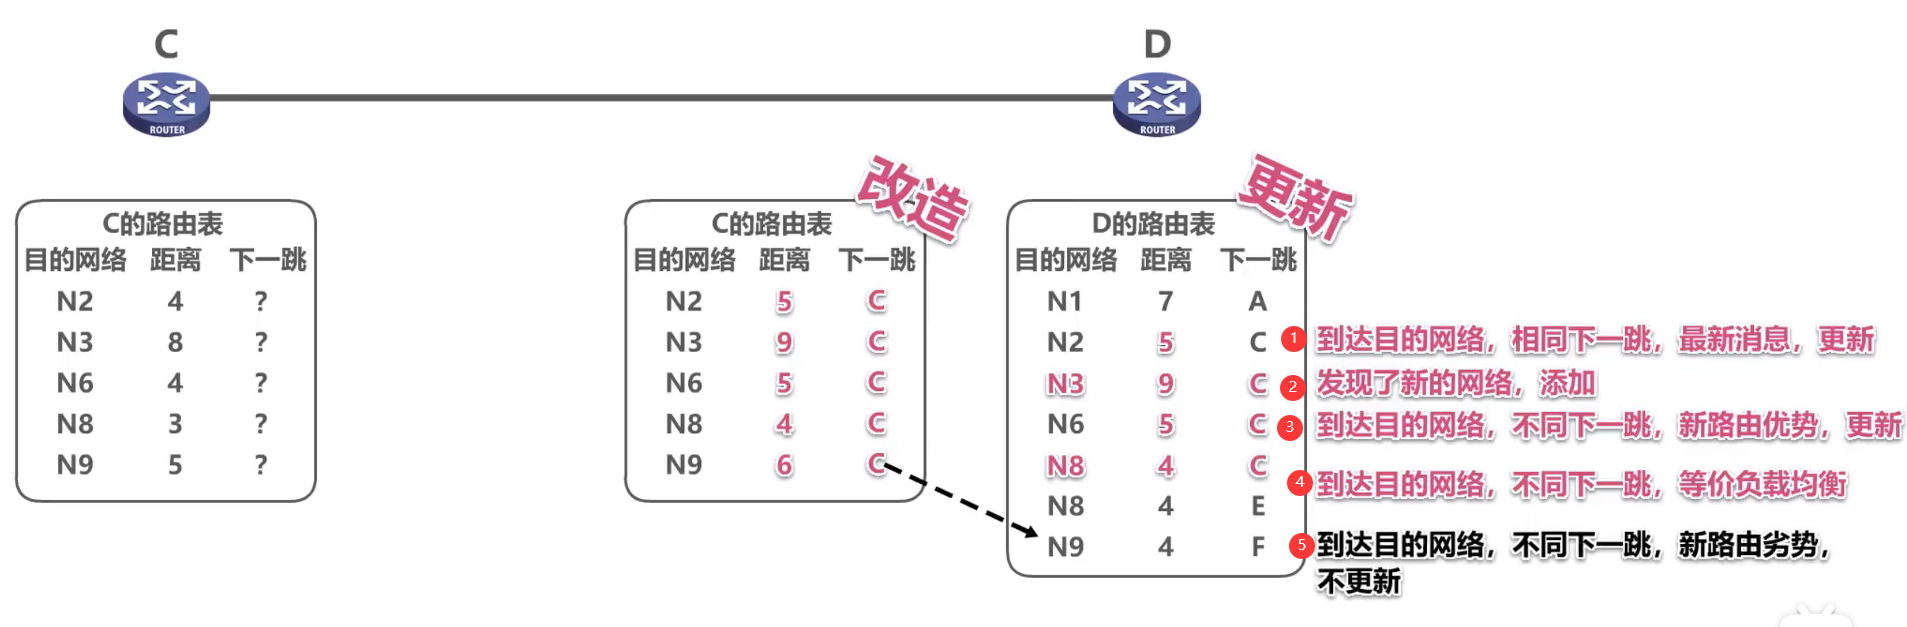 C
D
ROUTER
ROUTER
改造
更新
C的路由表
目的网络 距离 下一跳
N2 4 ?
N3 8 ?
N6 4 ?
N8 3 ?
N9 5 ?
C的路由表
目的网络 距离 下一跳
N2 5 C
N3 9 C
N6 5 C
N8 4 C
N9 6 C
D的路由表
目的网络 距离 下一跳
N1 7 A
N2 5 C
N3 9 C
N6 5 C
N8 4 C
N8 4 E
N9 4 F
1 到达目的网络，相同下一跳，最新消息，更新
2 发现了新的网络，添加
3 到达目的网络，不同下一跳，新路由优势，更新
4 到达目的网络，不同下一跳，等价负载均衡
5 到达目的网络，不同下一跳，新路由劣势，
不更新